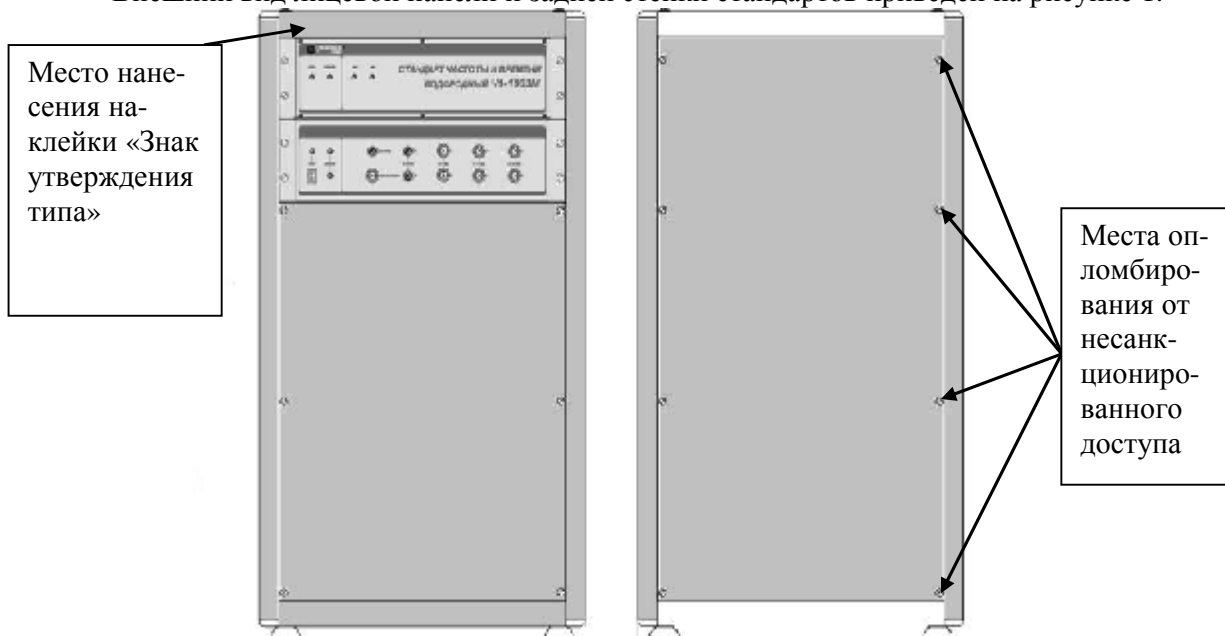 Внешний вид лицевой панели и задней стенки стандартов приведен на рисунке 1.
Место нане-
сения на-
клейки «Знак
утверждения
типа»
СТАНДАРТ ЧАСТОТЫ И ВРЕМЕНИ
ВОДОРОДНЫЙ
Места оп-
ломбиро-
вания от
несанк-
циониро-
ванного
доступа